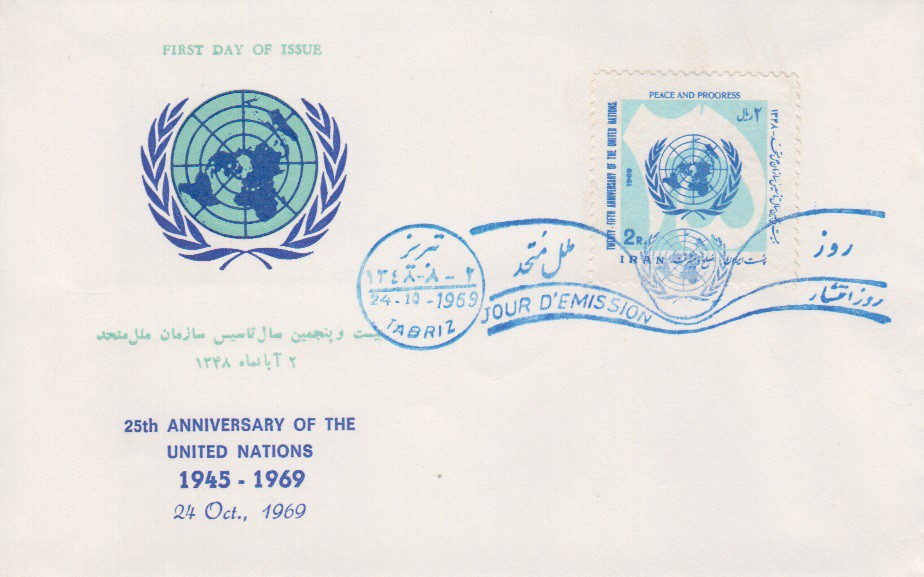 FIRST DAY OF ISSUE
بیست و پنجمین سال تاسیس سازمان ملل متحد
۲ آبانماه ۱۳۴۸
25th ANNIVERSARY OF THE
UNITED NATIONS
1945 - 1969
24 Oct., 1969
PEACE AND PROGRESS
۲ ریال
TWENTY-FIFTH ANNIVERSARY OF THE UNITED NATIONS
1969
2 R.
IRAN
تبریز
۱۳٤۸-۸-۲
24-10-1969
TABRIZ
ملل متحد
روز
JOUR D'EMISSION
روز انتشار